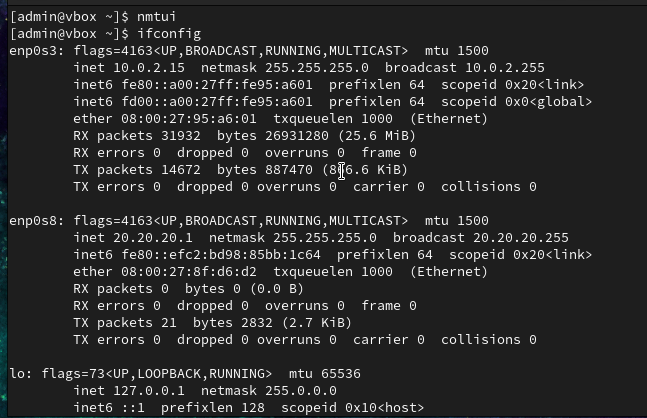 [admin@vbox ~]$ nmtui
[admin@vbox ~]$ ifconfig
enp0s3: flags=4163<UP,BROADCAST,RUNNING,MULTICAST>  mtu 1500
        inet 10.0.2.15  netmask 255.255.255.0  broadcast 10.0.2.255
        inet6 fe80::a00:27ff:fe95:a601  prefixlen 64  scopeid 0x20<link>
        inet6 fd00::a00:27ff:fe95:a601  prefixlen 64  scopeid 0x0<global>
        ether 08:00:27:95:a6:01  txqueuelen 1000  (Ethernet)
        RX packets 31932  bytes 26931280 (25.6 MiB)
        RX errors 0  dropped 0  overruns 0  frame 0
        TX packets 14672  bytes 887470 (866.6 KiB)
        TX errors 0  dropped 0 overruns 0  carrier 0  collisions 0

enp0s8: flags=4163<UP,BROADCAST,RUNNING,MULTICAST>  mtu 1500
        inet 20.20.20.1  netmask 255.255.255.0  broadcast 20.20.20.255
        inet6 fe80::efc2:bd98:85bb:1c64  prefixlen 64  scopeid 0x20<link>
        ether 08:00:27:8f:d6:d2  txqueuelen 1000  (Ethernet)
        RX packets 0  bytes 0 (0.0 B)
        RX errors 0  dropped 0  overruns 0  frame 0
        TX packets 21  bytes 2832 (2.7 KiB)
        TX errors 0  dropped 0 overruns 0  carrier 0  collisions 0

lo: flags=73<UP,LOOPBACK,RUNNING>  mtu 65536
        inet 127.0.0.1  netmask 255.0.0.0
        inet6 ::1  prefixlen 128  scopeid 0x10<host>